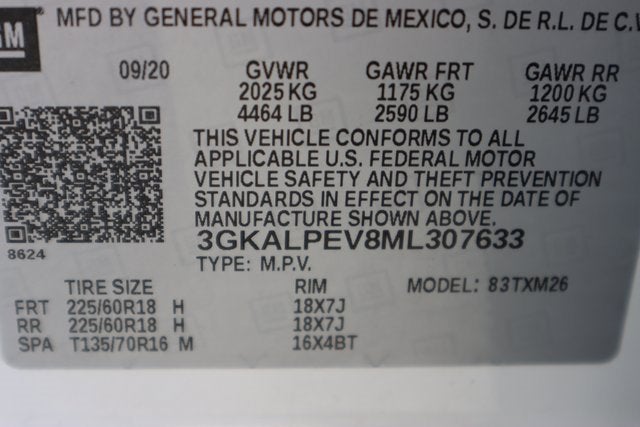 GM MFD BY GENERAL MOTORS DE MEXICO, S. DE R.L. DE C.V
09/20 GVWR GAWR FRT GAWR RR
2025 KG 1175 KG 1200 KG
4464 LB 2590 LB 2645 LB
THIS VEHICLE CONFORMS TO ALL
APPLICABLE U.S. FEDERAL MOTOR
VEHICLE SAFETY AND THEFT PREVENTION
STANDARDS IN EFFECT ON THE DATE OF
MANUFACTURE SHOWN ABOVE.
3GKALPEV8ML307633
8624
TYPE: M.P.V.
TIRE SIZE RIM MODEL: 83TXM26
FRT 225/60R18 H 18X7J
RR 225/60R18 H 18X7J
SPA T135/70R16 M 16X4BT